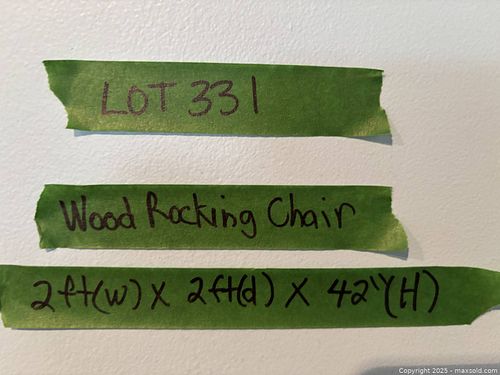 LOT 331
Wood Rocking Chair
2ft(w) X 2ft(d) X 42"(H)
Copyright 2025 - maxsold.com